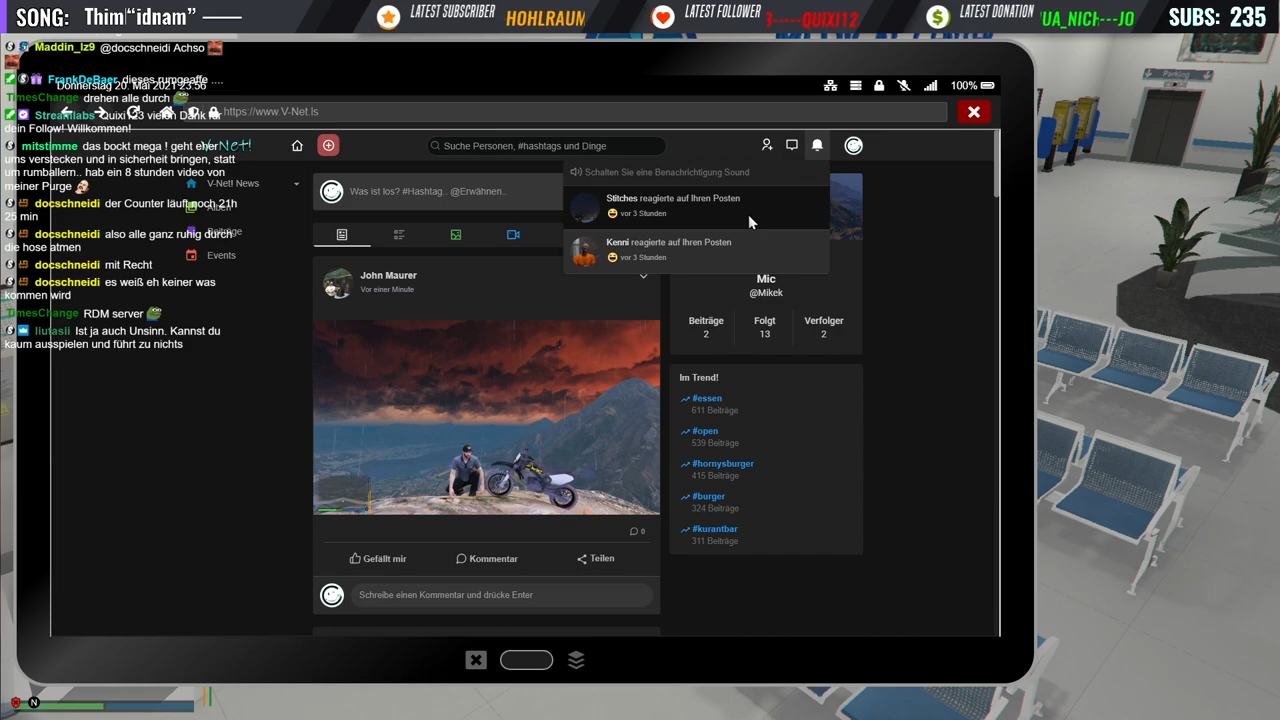 SONG: Thim“idnam” ——
LATEST SUBSCRIBER HOHLRAUM
LATEST FOLLOWER 3-----QUIXI12
LATEST DONATION UA_NICH---JO
SUBS: 235
Maddin_lz9 @docschneidi Achso
FrankDeBaer dieses rumgeaffe ....
Donnerstag 20. Mai 2021 23:56
100%
TimesChange drehen alle durch
https://www.V-Net.ls
Streamlabs Quixi123 vielen Dank für
dein Follow! Willkommen!
mitstimme das bockt mega ! geht eher
ums verstecken und in sicherheit bringen, statt
um rumballern.. hab ein 8 stunden video von
meiner Purge
docschneidi der Counter läuft noch 21h
25 min
docschneidi also alle ganz ruhig durch
die hose atmen
docschneidi mit Recht
docschneidi es weiß eh keiner was
kommen wird
TimesChange RDM server
liutasii Ist ja auch Unsinn. Kannst du
kaum ausspielen und führt zu nichts
V-Net!
V-Net! News
Alben
Beiträge
Events
Suche Personen, #hashtags und Dinge
Was ist los? #Hashtag.. @Erwähnen..
Schalten Sie eine Benachrichtigung Sound
Stitches reagierte auf Ihren Posten
vor 3 Stunden
Kenni reagierte auf Ihren Posten
vor 3 Stunden
John Maurer
Vor einer Minute
0
Gefällt mir
Kommentar
Teilen
Schreibe einen Kommentar und drücke Enter
Mic
@Mikek
Beiträge
2
Folgt
13
Verfolger
2
Im Trend!
#essen
611 Beiträge
#open
539 Beiträge
#hornysburger
415 Beiträge
#burger
324 Beiträge
#kurantbar
311 Beiträge
Parking
N